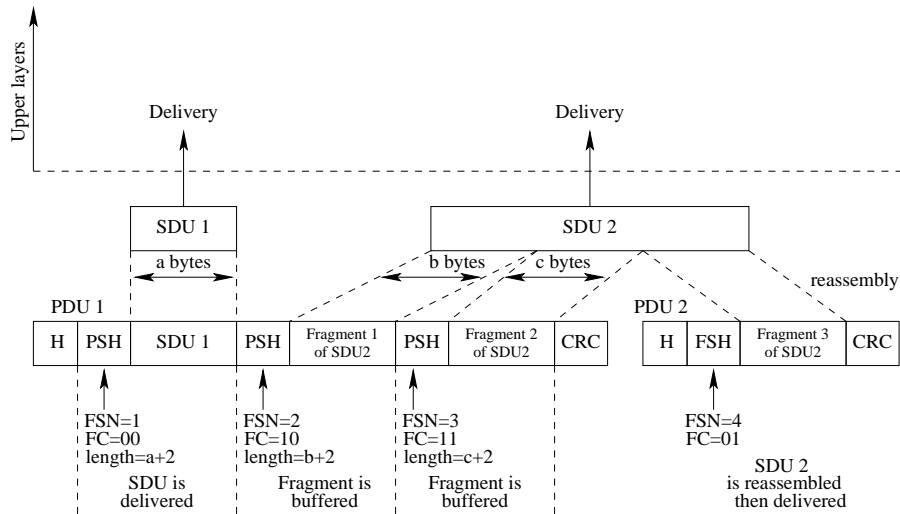 Upper layers
Delivery
Delivery
SDU 1
SDU 2
a bytes
b bytes
c bytes
reassembly
PDU 1
PDU 2
H
PSH
SDU 1
PSH
Fragment 1
of SDU2
PSH
Fragment 2
of SDU2
CRC
H
FSH
Fragment 3
of SDU2
CRC
FSN=1
FC=00
length=a+2
FSN=2
FC=10
length=b+2
FSN=3
FC=11
length=c+2
FSN=4
FC=01
SDU is
delivered
Fragment is
buffered
Fragment is
buffered
SDU 2
is reassembled
then delivered